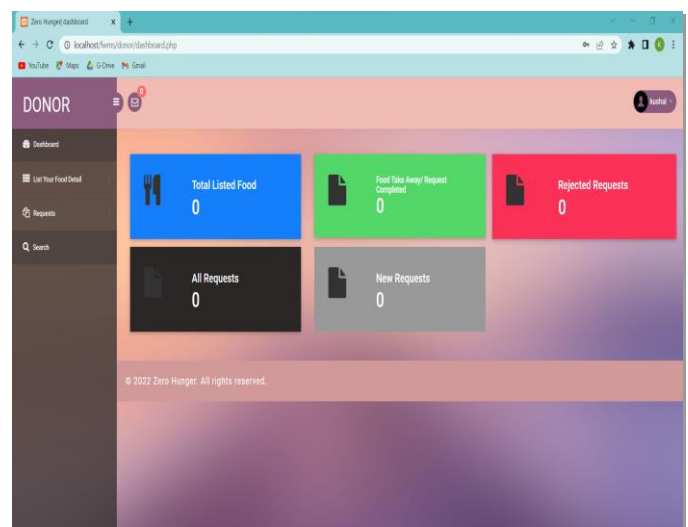 Zero Hunger| dashboard
localhost/fwms/donor/dashboard.php
YouTube Maps G-Drive Gmail
DONOR
0
kushal
Dashboard
List Your Food Detail
Requests
Search
Total Listed Food
0
Food Take Away/ Request
Completed
0
Rejected Requests
0
All Requests
0
New Requests
0
© 2022 Zero Hunger. All rights reserved.